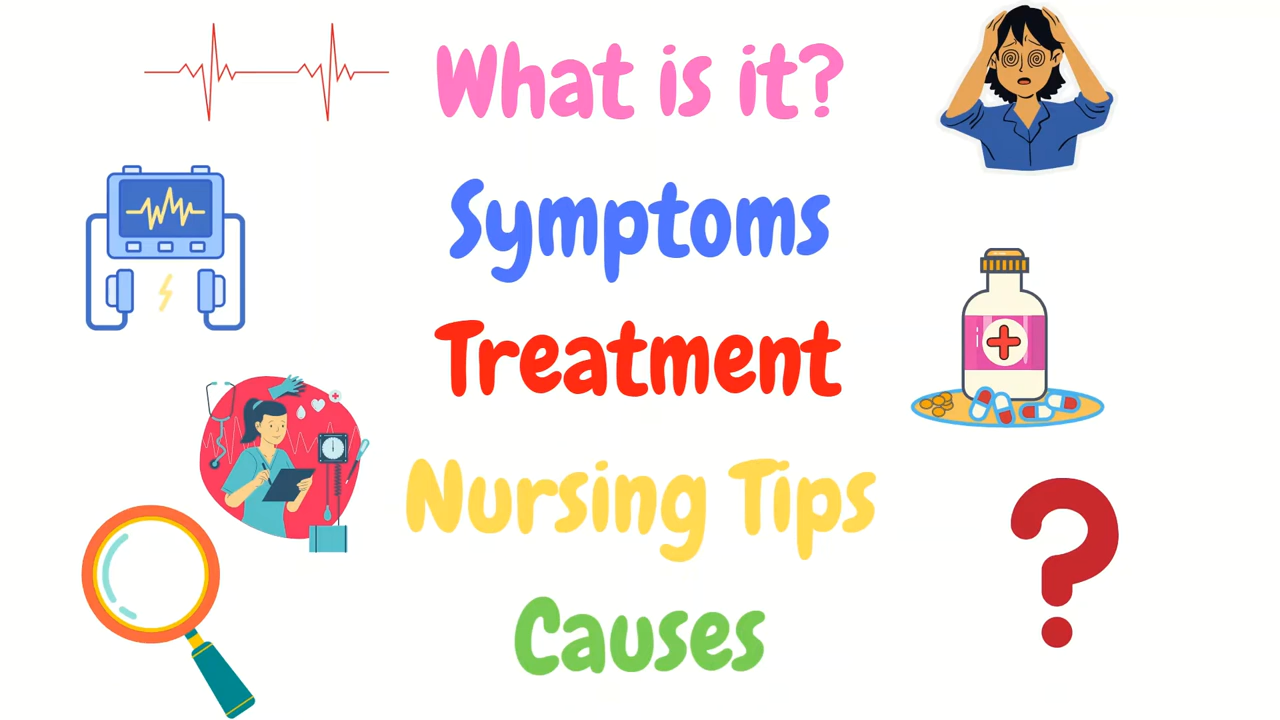 What is it?
Symptoms
Treatment
Nursing Tips
Causes